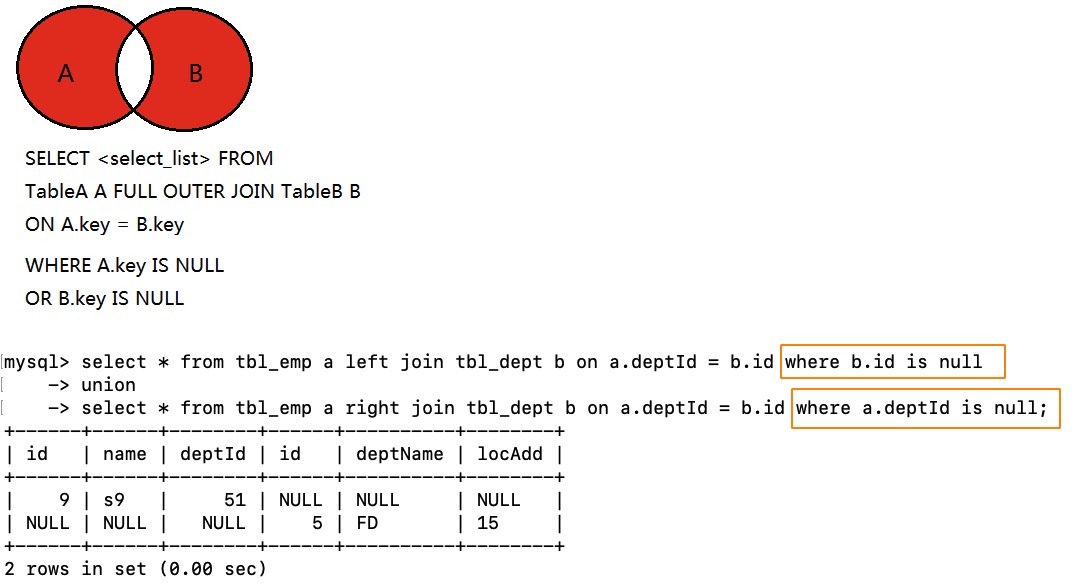 A B
SELECT <select_list> FROM
TableA A FULL OUTER JOIN TableB B
ON A.key = B.key
WHERE A.key IS NULL
OR B.key IS NULL
mysql> select * from tbl_emp a left join tbl_dept b on a.deptId = b.id where b.id is null
    -> union
    -> select * from tbl_emp a right join tbl_dept b on a.deptId = b.id where a.deptId is null;
+------+------+--------+------+----------+--------+
| id   | name | deptId | id   | deptName | locAdd |
+------+------+--------+------+----------+--------+
|    9 | s9   |     51 | NULL | NULL     | NULL   |
| NULL | NULL |   NULL |    5 | FD       | 15     |
+------+------+--------+------+----------+--------+
2 rows in set (0.00 sec)